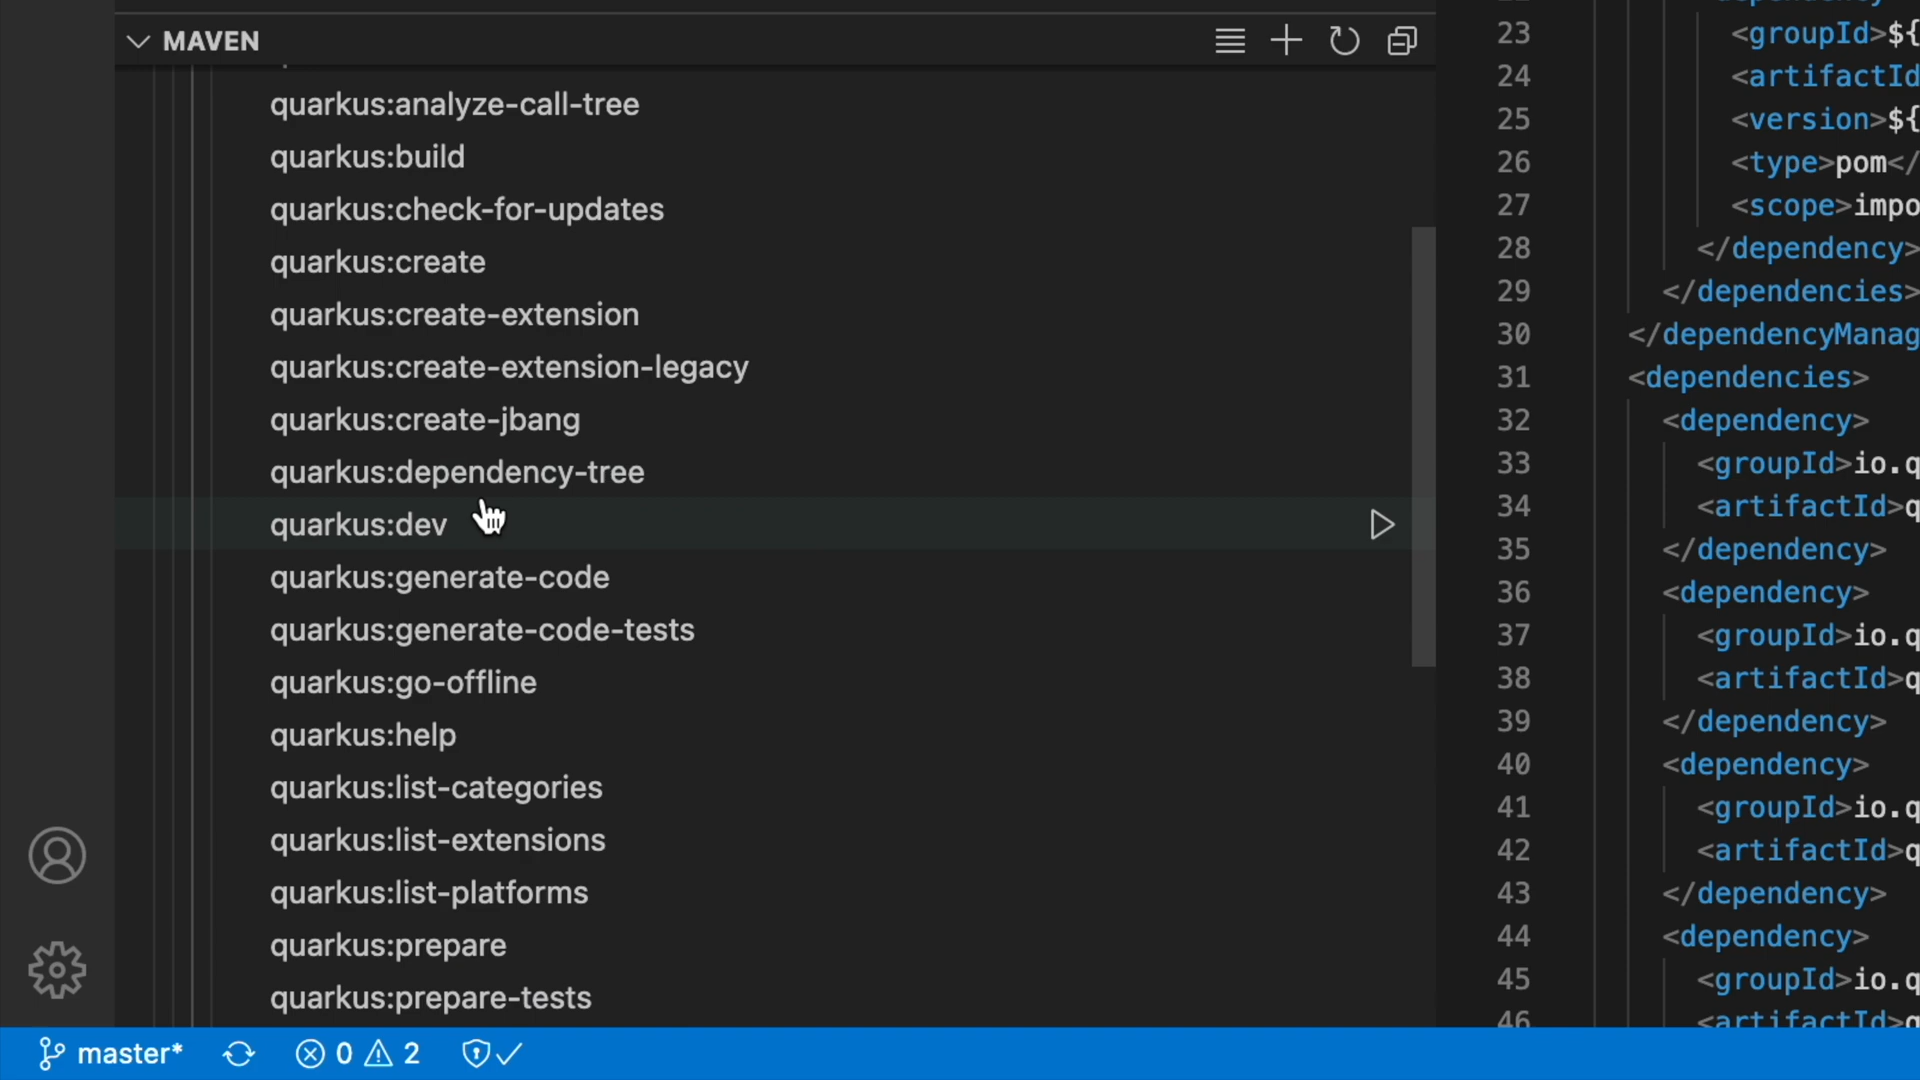 MAVEN
quarkus:analyze-call-tree
quarkus:build
quarkus:check-for-updates
quarkus:create
quarkus:create-extension
quarkus:create-extension-legacy
quarkus:create-jbang
quarkus:dependency-tree
quarkus:dev
quarkus:generate-code
quarkus:generate-code-tests
quarkus:go-offline
quarkus:help
quarkus:list-categories
quarkus:list-extensions
quarkus:list-platforms
quarkus:prepare
quarkus:prepare-tests
23 <groupId>${
24 <artifactId
25 <version>${
26 <type>pom</
27 <scope>impo
28 </dependency>
29 </dependencies>
30 </dependencyManag
31 <dependencies>
32 <dependency>
33 <groupId>io.q
34 <artifactId>q
35 </dependency>
36 <dependency>
37 <groupId>io.q
38 <artifactId>q
39 </dependency>
40 <dependency>
41 <groupId>io.q
42 <artifactId>q
43 </dependency>
44 <dependency>
45 <groupId>io.q
46 <artifactId>q
master* 0 2